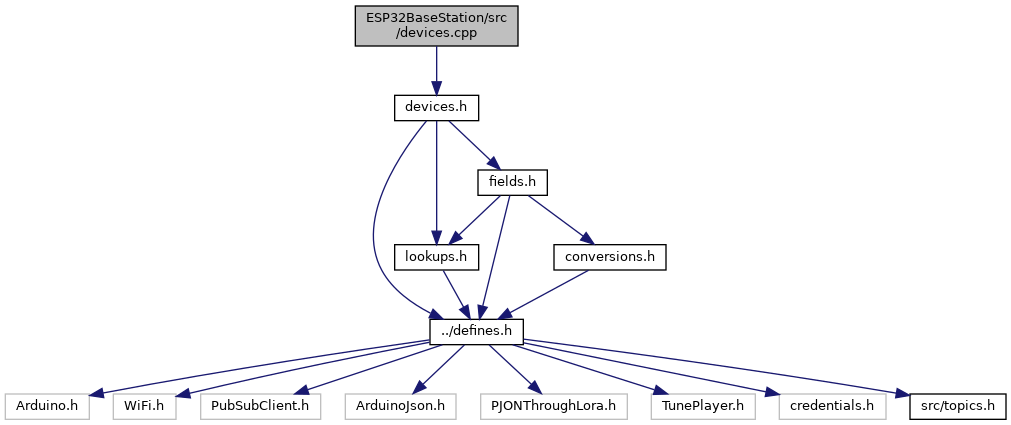 ESP32BaseStation/src
/devices.cpp
devices.h
fields.h
lookups.h
conversions.h
../defines.h
Arduino.h
WiFi.h
PubSubClient.h
ArduinoJson.h
PJONThroughLora.h
TunePlayer.h
credentials.h
src/topics.h